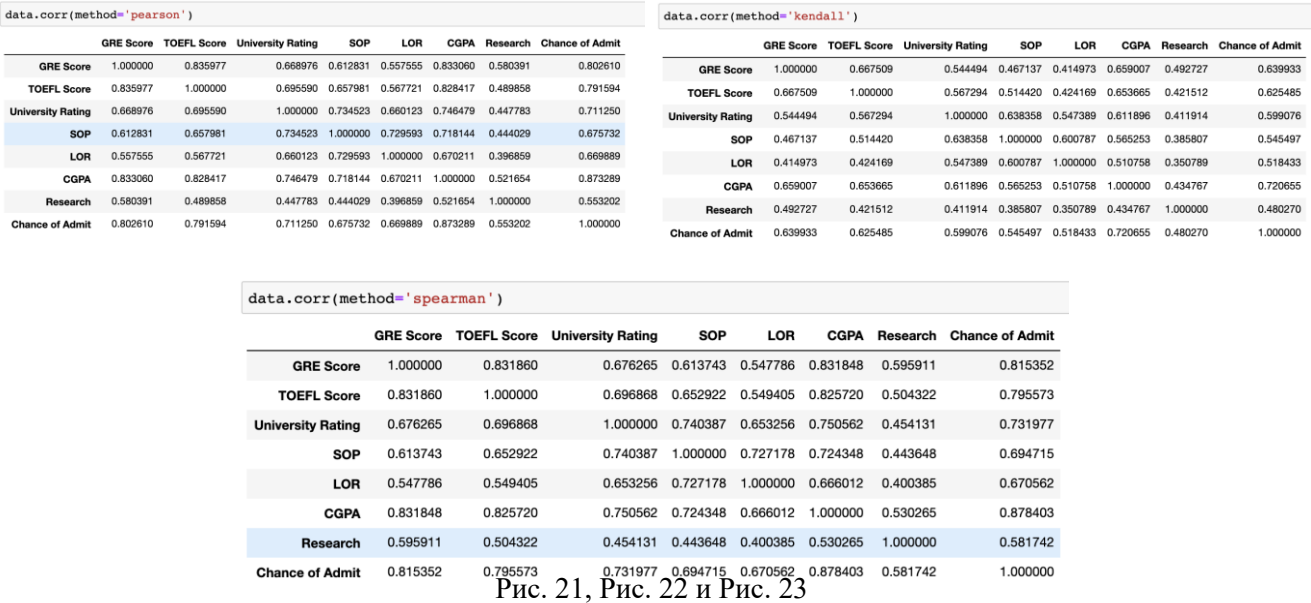 data.corr(method='pearson')
GRE Score TOEFL Score University Rating SOP LOR CGPA Research Chance of Admit
GRE Score 1.000000 0.835977 0.668976 0.612831 0.557555 0.833060 0.580391 0.802610
TOEFL Score 0.835977 1.000000 0.695590 0.657981 0.567721 0.828417 0.489858 0.791594
University Rating 0.668976 0.695590 1.000000 0.734523 0.660123 0.746479 0.447783 0.711250
SOP 0.612831 0.657981 0.734523 1.000000 0.729593 0.718144 0.444029 0.675732
LOR 0.557555 0.567721 0.660123 0.729593 1.000000 0.670211 0.396859 0.669889
CGPA 0.833060 0.828417 0.746479 0.718144 0.670211 1.000000 0.521654 0.873289
Research 0.580391 0.489858 0.447783 0.444029 0.396859 0.521654 1.000000 0.553202
Chance of Admit 0.802610 0.791594 0.711250 0.675732 0.669889 0.873289 0.553202 1.000000
data.corr(method='kendall')
GRE Score TOEFL Score University Rating SOP LOR CGPA Research Chance of Admit
GRE Score 1.000000 0.667509 0.544494 0.467137 0.414973 0.659007 0.492727 0.639933
TOEFL Score 0.667509 1.000000 0.567294 0.514420 0.424169 0.653665 0.421512 0.625485
University Rating 0.544494 0.567294 1.000000 0.638358 0.547389 0.611896 0.411914 0.599076
SOP 0.467137 0.514420 0.638358 1.000000 0.600787 0.565253 0.385807 0.545497
LOR 0.414973 0.424169 0.547389 0.600787 1.000000 0.510758 0.350789 0.518433
CGPA 0.659007 0.653665 0.611896 0.565253 0.510758 1.000000 0.434767 0.720655
Research 0.492727 0.421512 0.411914 0.385807 0.350789 0.434767 1.000000 0.480270
Chance of Admit 0.639933 0.625485 0.599076 0.545497 0.518433 0.720655 0.480270 1.000000
data.corr(method='spearman')
GRE Score TOEFL Score University Rating SOP LOR CGPA Research Chance of Admit
GRE Score 1.000000 0.831860 0.676265 0.613743 0.547786 0.831848 0.595911 0.815352
TOEFL Score 0.831860 1.000000 0.696868 0.652922 0.549405 0.825720 0.504322 0.795573
University Rating 0.676265 0.696868 1.000000 0.740387 0.653256 0.750562 0.454131 0.731977
SOP 0.613743 0.652922 0.740387 1.000000 0.727178 0.724348 0.443648 0.694715
LOR 0.547786 0.549405 0.653256 0.727178 1.000000 0.666012 0.400385 0.670562
CGPA 0.831848 0.825720 0.750562 0.724348 0.666012 1.000000 0.530265 0.878403
Research 0.595911 0.504322 0.454131 0.443648 0.400385 0.530265 1.000000 0.581742
Chance of Admit 0.815352 0.795573 0.731977 0.694715 0.670562 0.878403 0.581742 1.000000
Рис. 21, Рис. 22 и Рис. 23